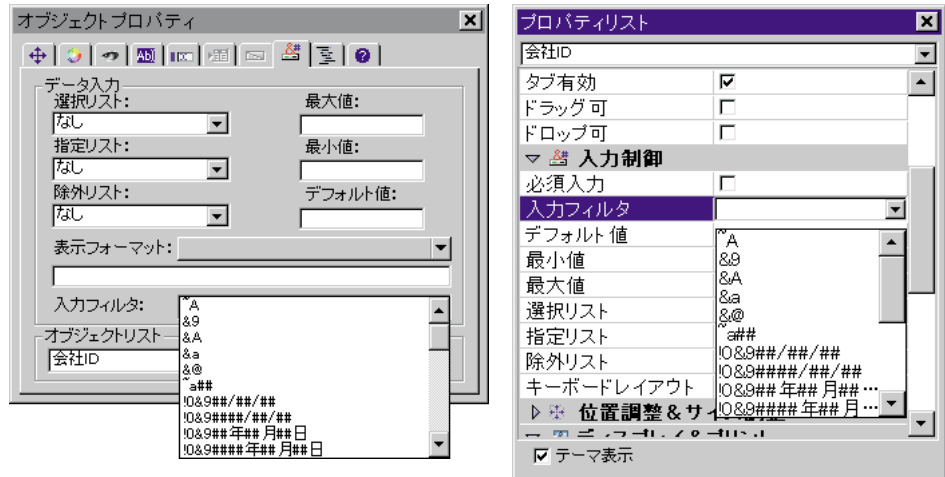 オブジェクトプロパティ
データ入力
選択リスト:
最大値:
なし
指定リスト:
最小値:
なし
除外リスト:
デフォルト値:
なし
表示フォーマット:
入力フィルタ:
~A
&9
&A
&a
&@
~a##
!0&9##/##/##
!0&9####/##/##
!0&9##年##月##日
!0&9####年##月##日
オブジェクトリスト
会社ID
プロパティリスト
会社ID
タブ有効
ドラッグ可
ドロップ可
入力制御
必須入力
入力フィルタ
デフォルト値
最小値
最大値
選択リスト
指定リスト
除外リスト
キーボードレイアウト
~A
&9
&A
&a
&@
~a##
!0&9##/##/##
!0&9####/##/##
!0&9##年##月##…
!0&9####年##月…
位置調整&サイ
ディスプレイ&プリント
テーマ表示